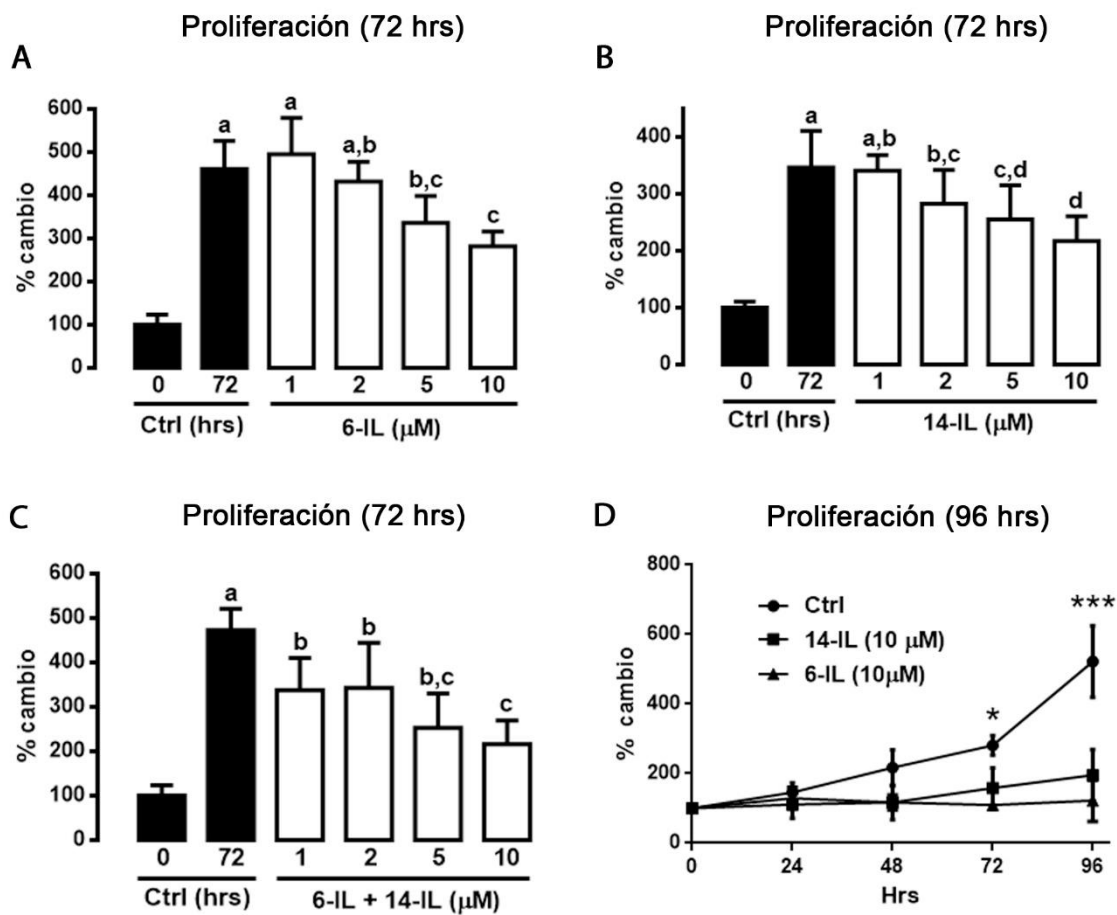 Proliferación (72 hrs)
A
% cambio
600
500
400
300
200
100
0
a
a
a,b
b,c
c
0 72 1 2 5 10
Ctrl (hrs) 6-IL (μM)
Proliferación (72 hrs)
B
% cambio
400
300
200
100
0
a
a,b
b,c
c,d
d
0 72 1 2 5 10
Ctrl (hrs) 14-IL (μM)
C Proliferación (72 hrs)
% cambio
600
500
400
300
200
100
0
a
b
b
b,c
c
0 72 1 2 5 10
Ctrl (hrs) 6-IL + 14-IL (μM)
D Proliferación (96 hrs)
% cambio
800
600
400
200
0
Ctrl
14-IL (10 μM)
6-IL (10μM)
*
***
0 24 48 72 96
Hrs